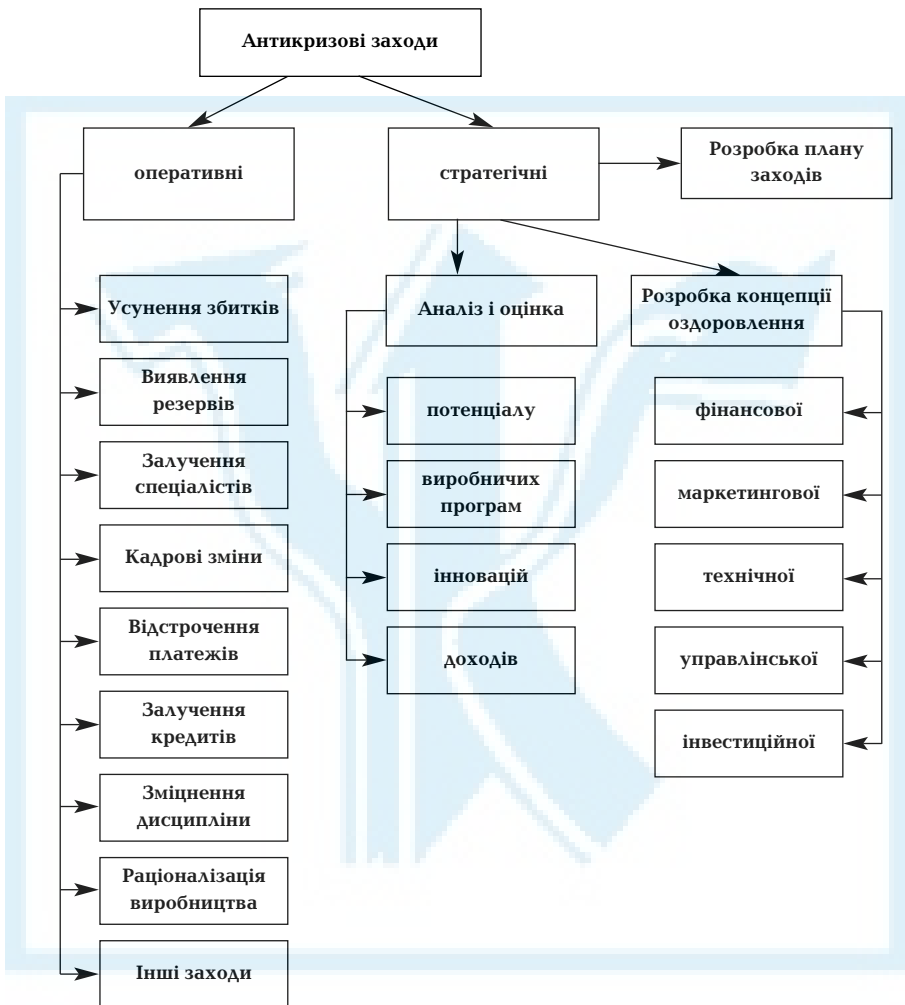 Антикризові заходи
оперативні
стратегічні
Розробка плану
заходів
Усунення збитків
Виявлення
резервів
Залучення
спеціалістів
Кадрові зміни
Відстрочення
платежів
Залучення
кредитів
Зміцнення
дисципліни
Раціоналізація
виробництва
Інші заходи
Аналіз і оцінка
потенціалу
виробничих
програм
інновацій
доходів
Розробка концепції
оздоровлення
фінансової
маркетингової
технічної
управлінської
інвестиційної